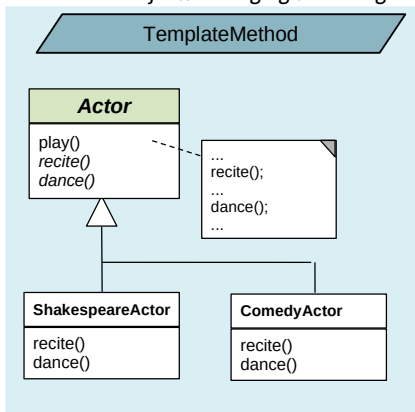 TemplateMethod
Actor
play()
recite()
dance()
...
recite();
...
dance();
...
ShakespeareActor
recite()
dance()
ComedyActor
recite()
dance()